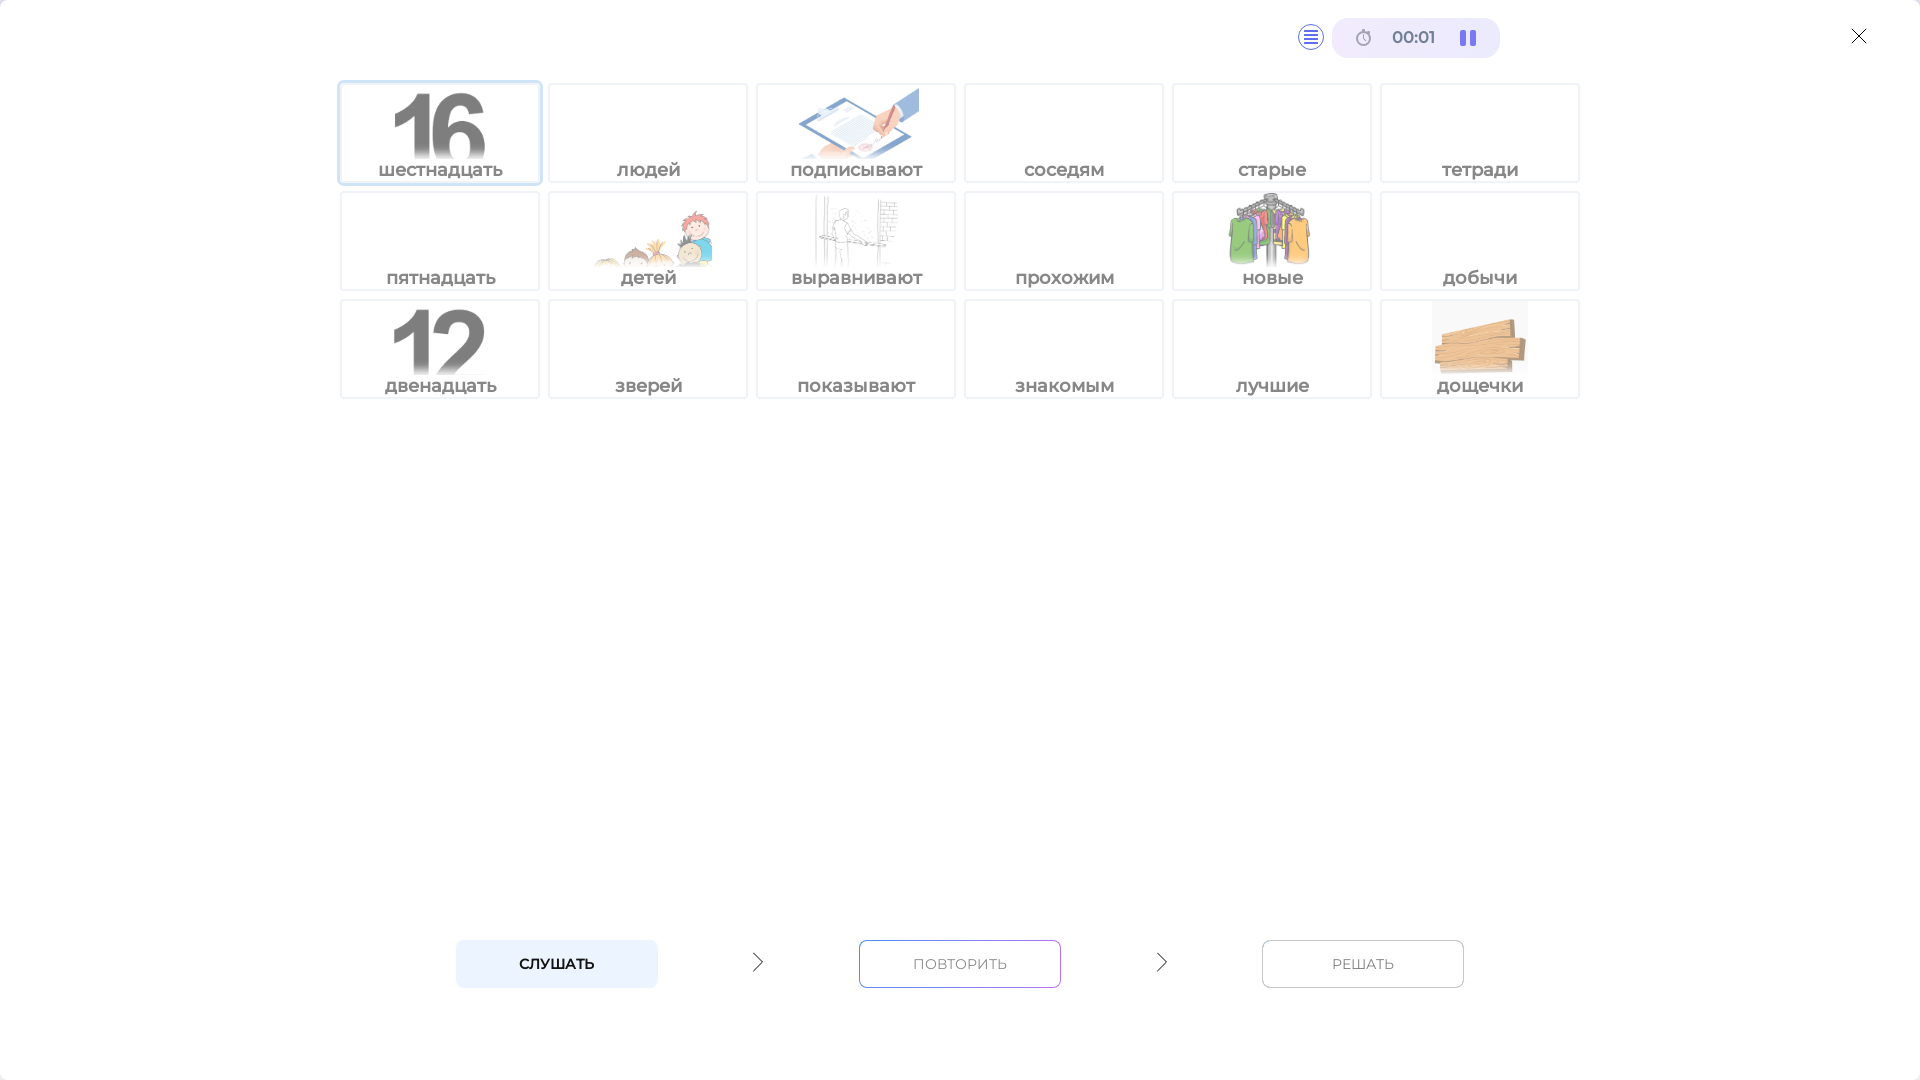 00:01
16
шестнадцать
людей
подписывают
соседям
старые
тетради
пятнадцать
детей
выравнивают
прохожим
новые
добычи
12
двенадцать
зверей
показывают
знакомым
лучшие
дощечки
СЛУШАТЬ
ПОВТОРИТЬ
РЕШАТЬ